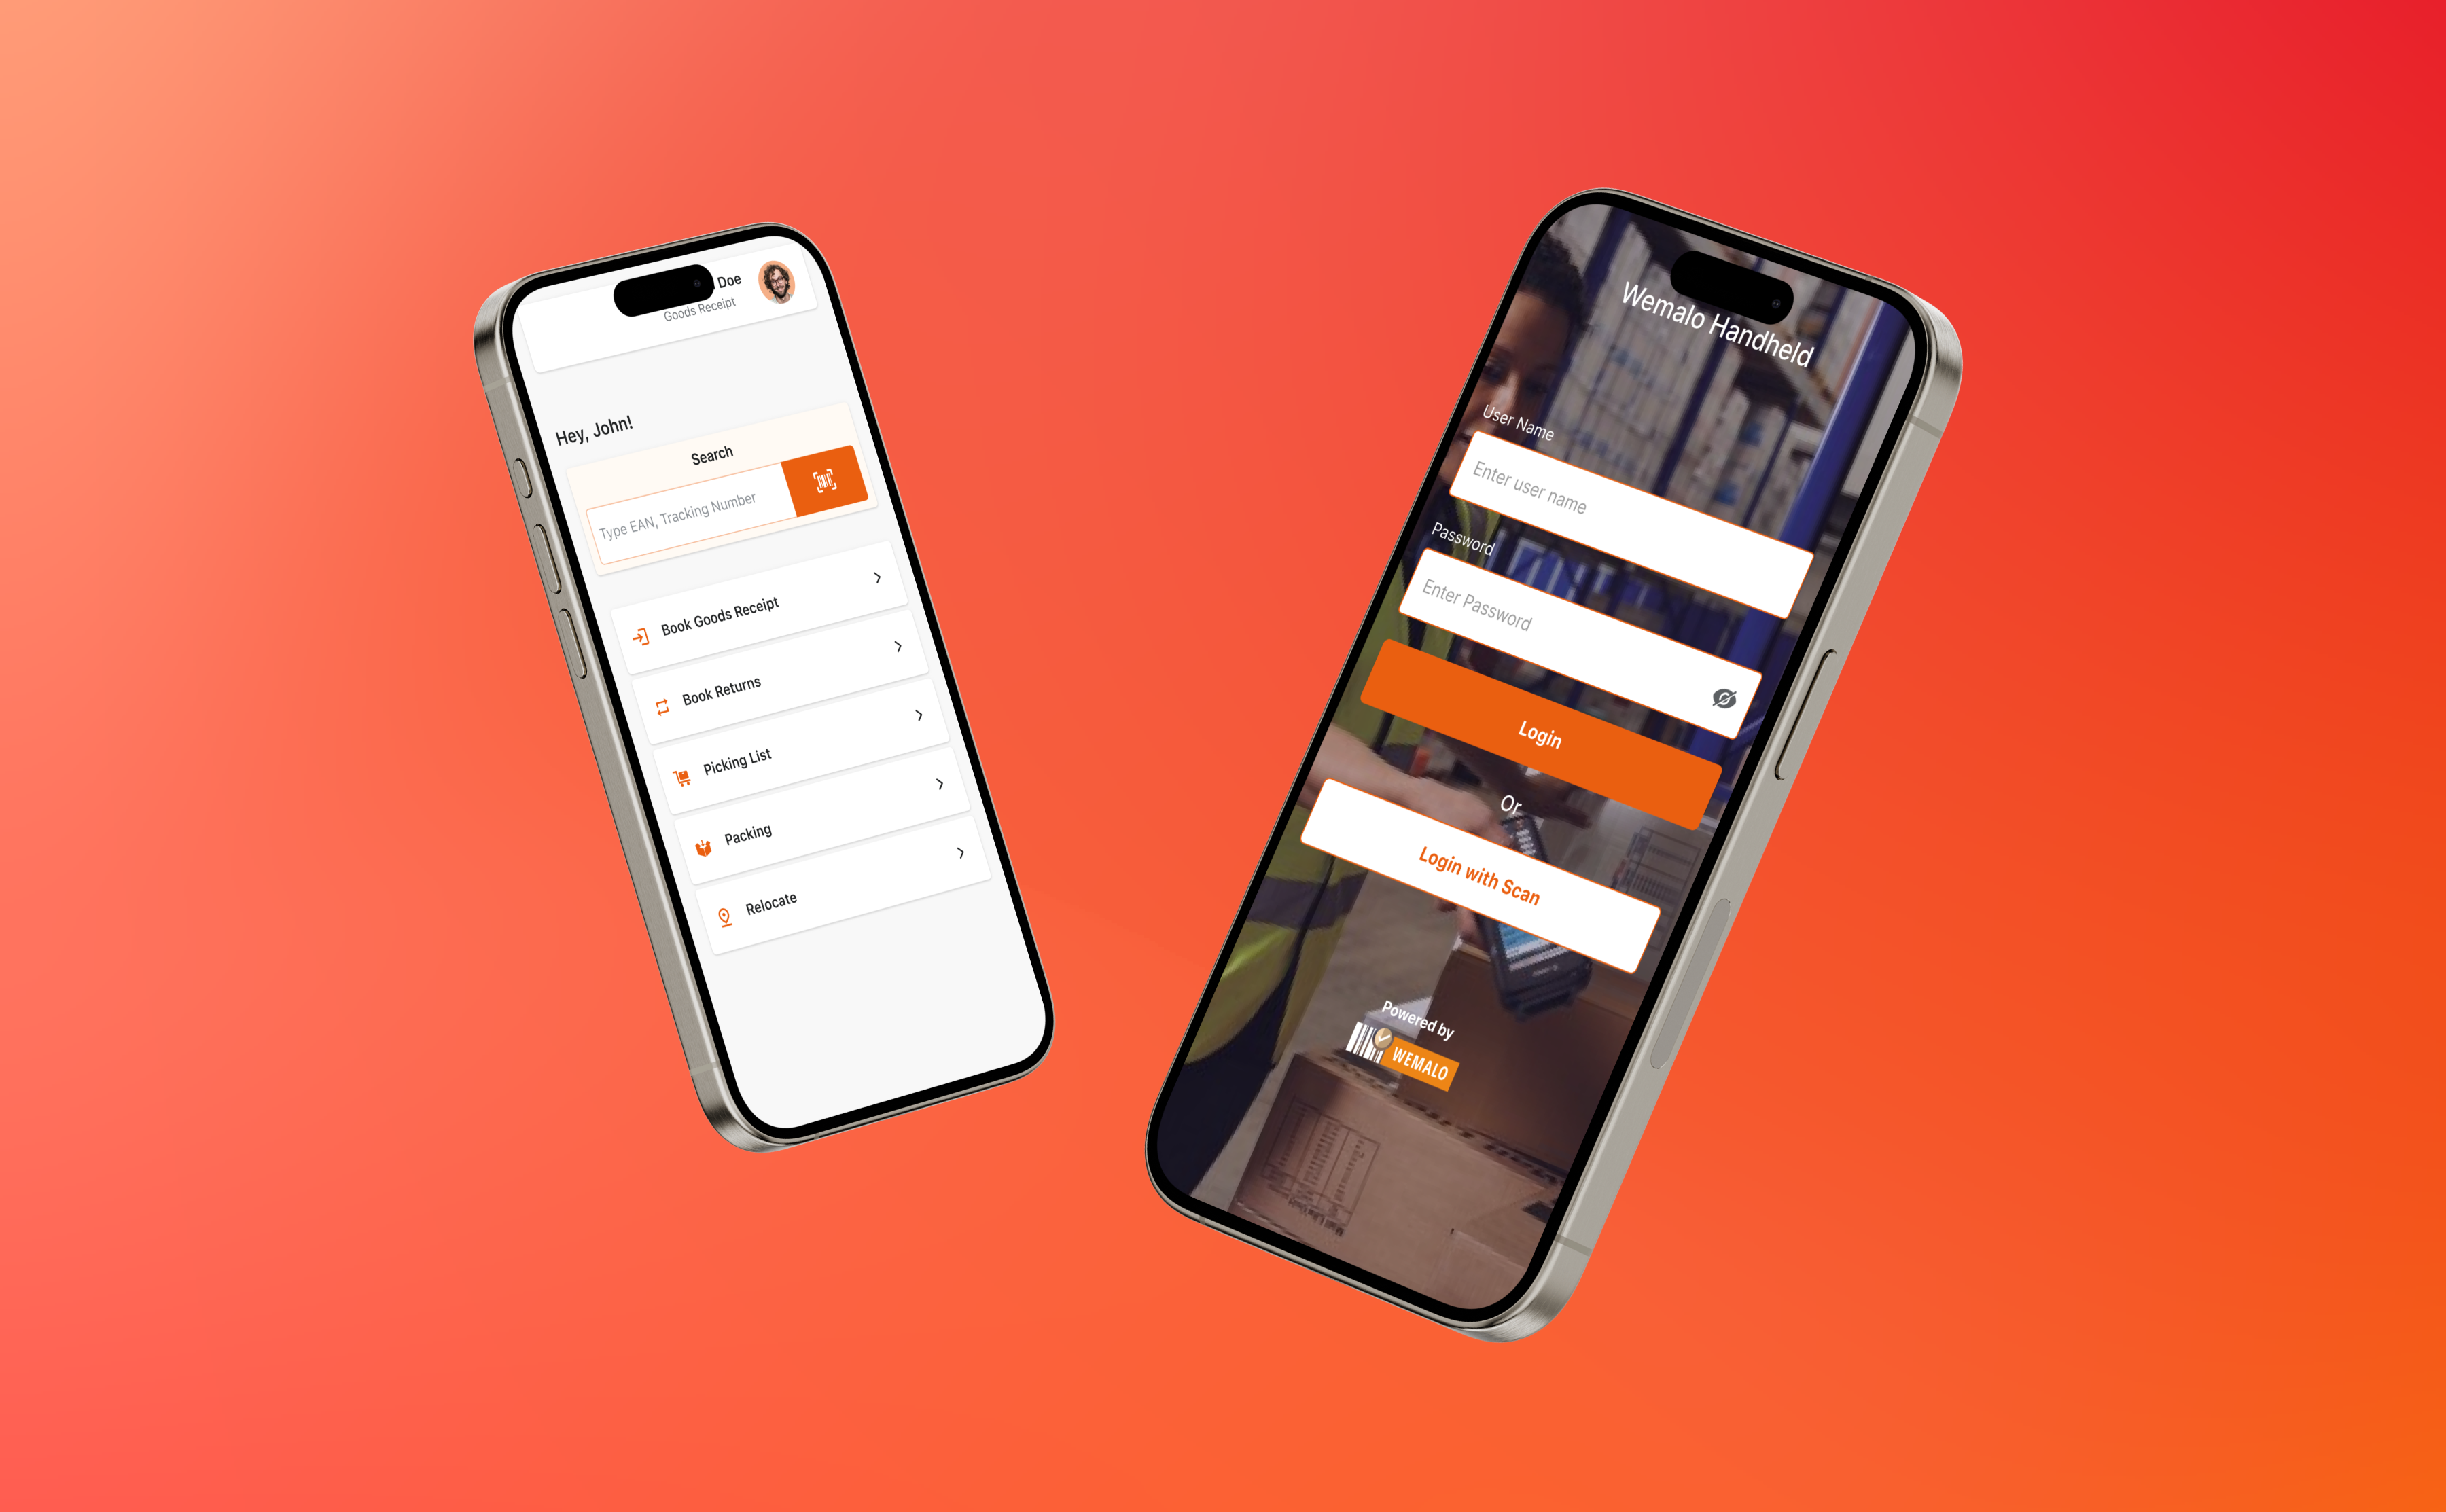 Doe
Goods Receipt
Hey, John!
Search
Type EAN, Tracking Number
Book Goods Receipt
Book Returns
Picking List
Packing
Relocate
Wemalo Handheld
User Name
Enter user name
Password
Enter Password
Login
Or
Login with Scan
Powered by
WEMALO